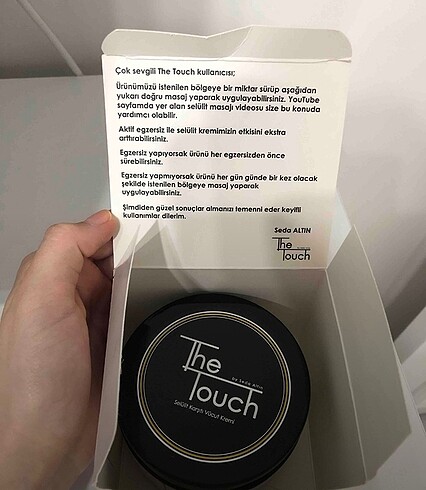 Çok sevgili The Touch kullanıcısı;
Ürünümüzü istenilen bölgeye bir miktar sürüp aşağıdan
yukarı doğru masaj yaparak uygulayabilirsiniz. YouTube
sayfamda yer alan selülit masajı videosu size bu konuda
yardımcı olabilir.
Aktif egzersiz ile selülit kremimizin etkisini ekstra
arttırabilirsiniz.
Egzersiz yapıyorsak ürünü her egzersizden önce
sürebilirsiniz.
Egzersiz yapmıyorsak ürünü her gün günde bir kez olacak
şekilde istenilen bölgeye masaj yaparak
uygulayabilirsiniz.
Şimdiden güzel sonuçlar almanızı temenni eder keyifli
kullanımlar dilerim.
Seda ALTIN
The
Touch
The
by Seda Altın
Touch
Selülit Karşıtı Vücut Kremi